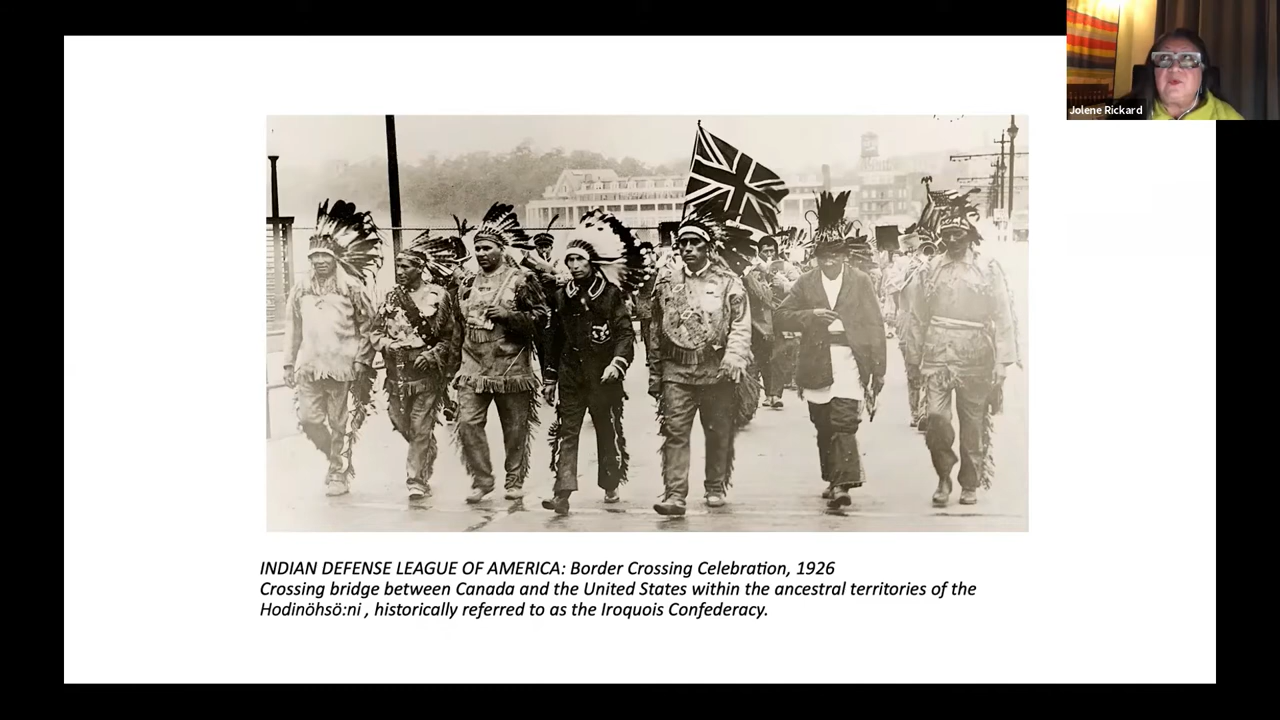 Jolene Rickard
INDIAN DEFENSE LEAGUE OF AMERICA: Border Crossing Celebration, 1926
Crossing bridge between Canada and the United States within the ancestral territories of the
Hodinöhsö:ni , historically referred to as the Iroquois Confederacy.